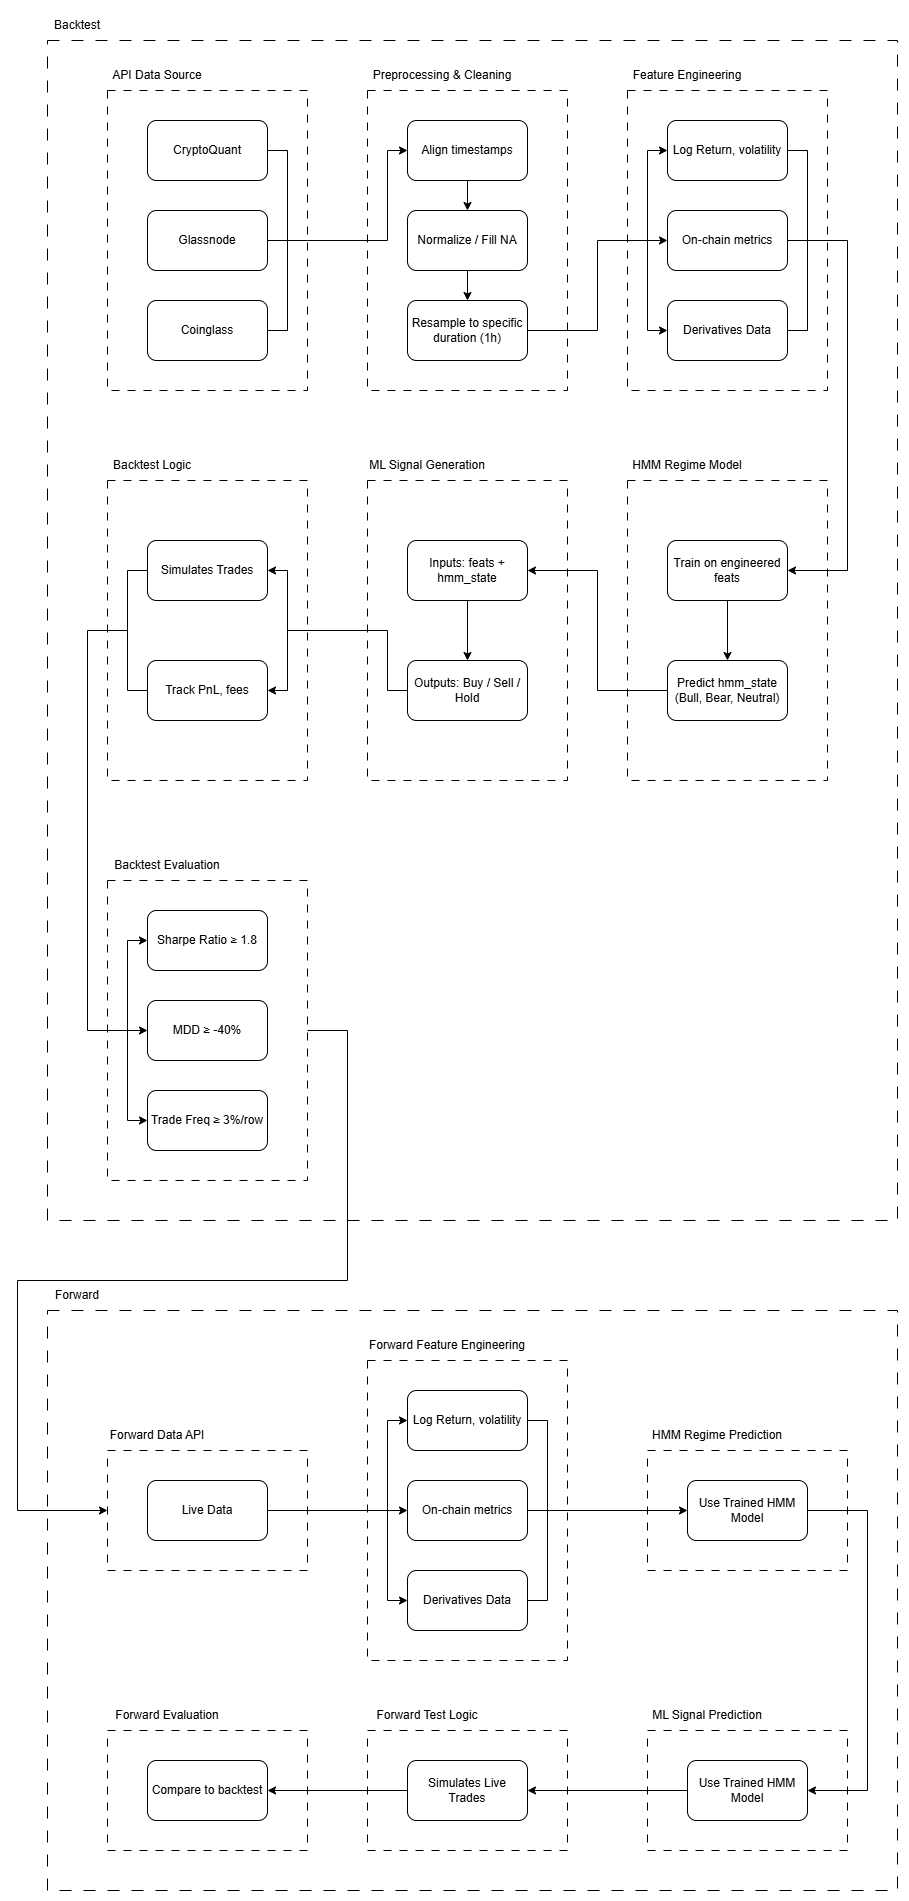 Backtest
API Data Source
CryptoQuant
Glassnode
Coinglass
Preprocessing & Cleaning
Align timestamps
Normalize / Fill NA
Resample to specific
duration (1h)
Feature Engineering
Log Return, volatility
On-chain metrics
Derivatives Data
HMM Regime Model
Train on engineered
feats
Predict hmm_state
(Bull, Bear, Neutral)
ML Signal Generation
Inputs: feats +
hmm_state
Outputs: Buy / Sell /
Hold
Backtest Logic
Simulates Trades
Track PnL, fees
Backtest Evaluation
Sharpe Ratio ≥ 1.8
MDD ≥ -40%
Trade Freq ≥ 3%/row
Forward
Forward Data API
Live Data
Forward Feature Engineering
Log Return, volatility
On-chain metrics
Derivatives Data
HMM Regime Prediction
Use Trained HMM
Model
ML Signal Prediction
Use Trained HMM
Model
Forward Test Logic
Simulates Live
Trades
Forward Evaluation
Compare to backtest